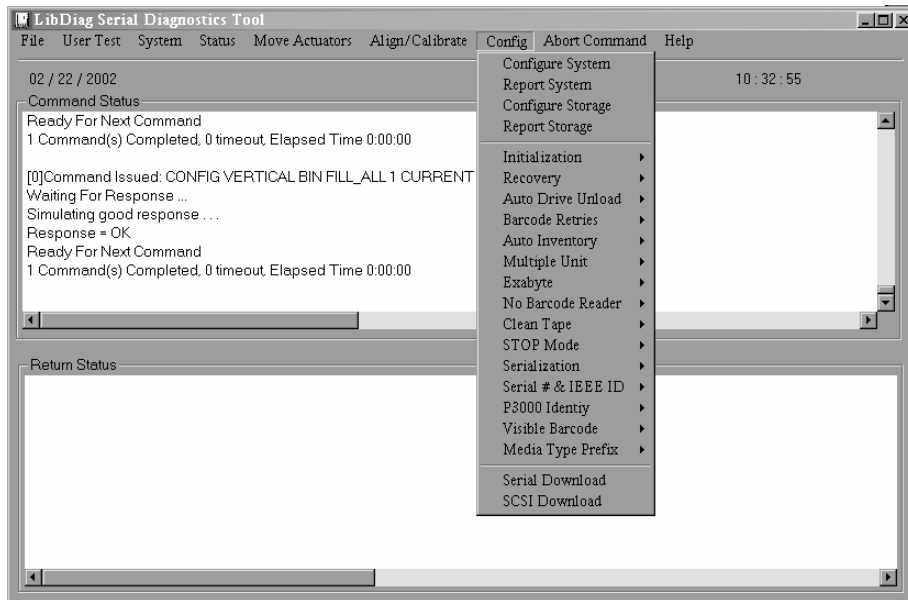 LibDiag Serial Diagnostics Tool
File User Test System Status Move Actuators Align/Calibrate Config Abort Command Help
02 / 22 / 2002 10 : 32 : 55
Command Status
Ready For Next Command
1 Command(s) Completed, 0 timeout, Elapsed Time 0:00:00
[0]Command Issued: CONFIG VERTICAL BIN FILL_ALL 1 CURRENT
Waiting For Response ...
Simulating good response . . .
Response = OK
Ready For Next Command
1 Command(s) Completed, 0 timeout, Elapsed Time 0:00:00
Configure System
Report System
Configure Storage
Report Storage
Initialization
Recovery
Auto Drive Unload
Barcode Retries
Auto Inventory
Multiple Unit
Exabyte
No Barcode Reader
Clean Tape
STOP Mode
Serialization
Serial # & IEEE ID
P3000 Identiy
Visible Barcode
Media Type Prefix
Serial Download
SCSI Download
Return Status